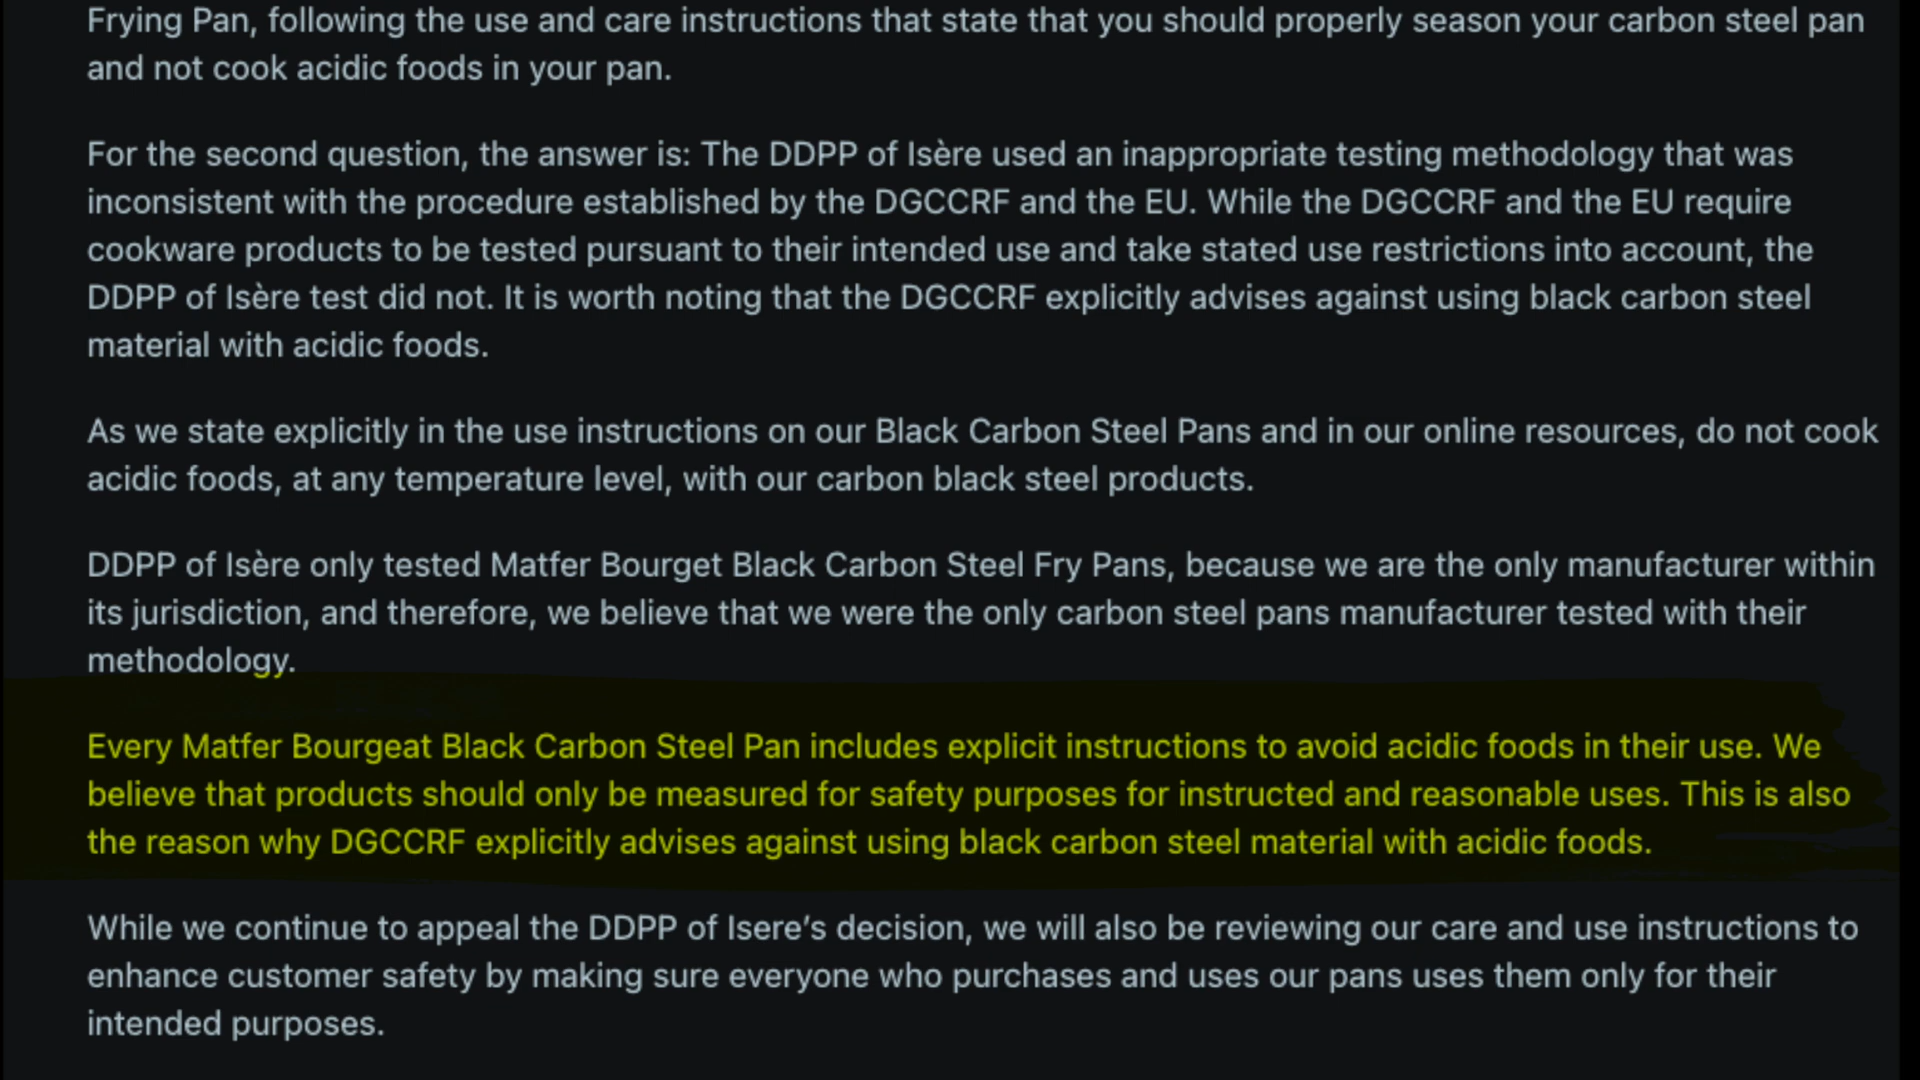 Frying Pan, following the use and care instructions that state that you should properly season your carbon steel pan
and not cook acidic foods in your pan.
For the second question, the answer is: The DDPP of Isère used an inappropriate testing methodology that was
inconsistent with the procedure established by the DGCCRF and the EU. While the DGCCRF and the EU require
cookware products to be tested pursuant to their intended use and take stated use restrictions into account, the
DDPP of Isère test did not. It is worth noting that the DGCCRF explicitly advises against using black carbon steel
material with acidic foods.
As we state explicitly in the use instructions on our Black Carbon Steel Pans and in our online resources, do not cook
acidic foods, at any temperature level, with our carbon black steel products.
DDPP of Isère only tested Matfer Bourget Black Carbon Steel Fry Pans, because we are the only manufacturer within
its jurisdiction, and therefore, we believe that we were the only carbon steel pans manufacturer tested with their
methodology.
Every Matfer Bourgeat Black Carbon Steel Pan includes explicit instructions to avoid acidic foods in their use. We
believe that products should only be measured for safety purposes for instructed and reasonable uses. This is also
the reason why DGCCRF explicitly advises against using black carbon steel material with acidic foods.
While we continue to appeal the DDPP of Isere’s decision, we will also be reviewing our care and use instructions to
enhance customer safety by making sure everyone who purchases and uses our pans uses them only for their
intended purposes.